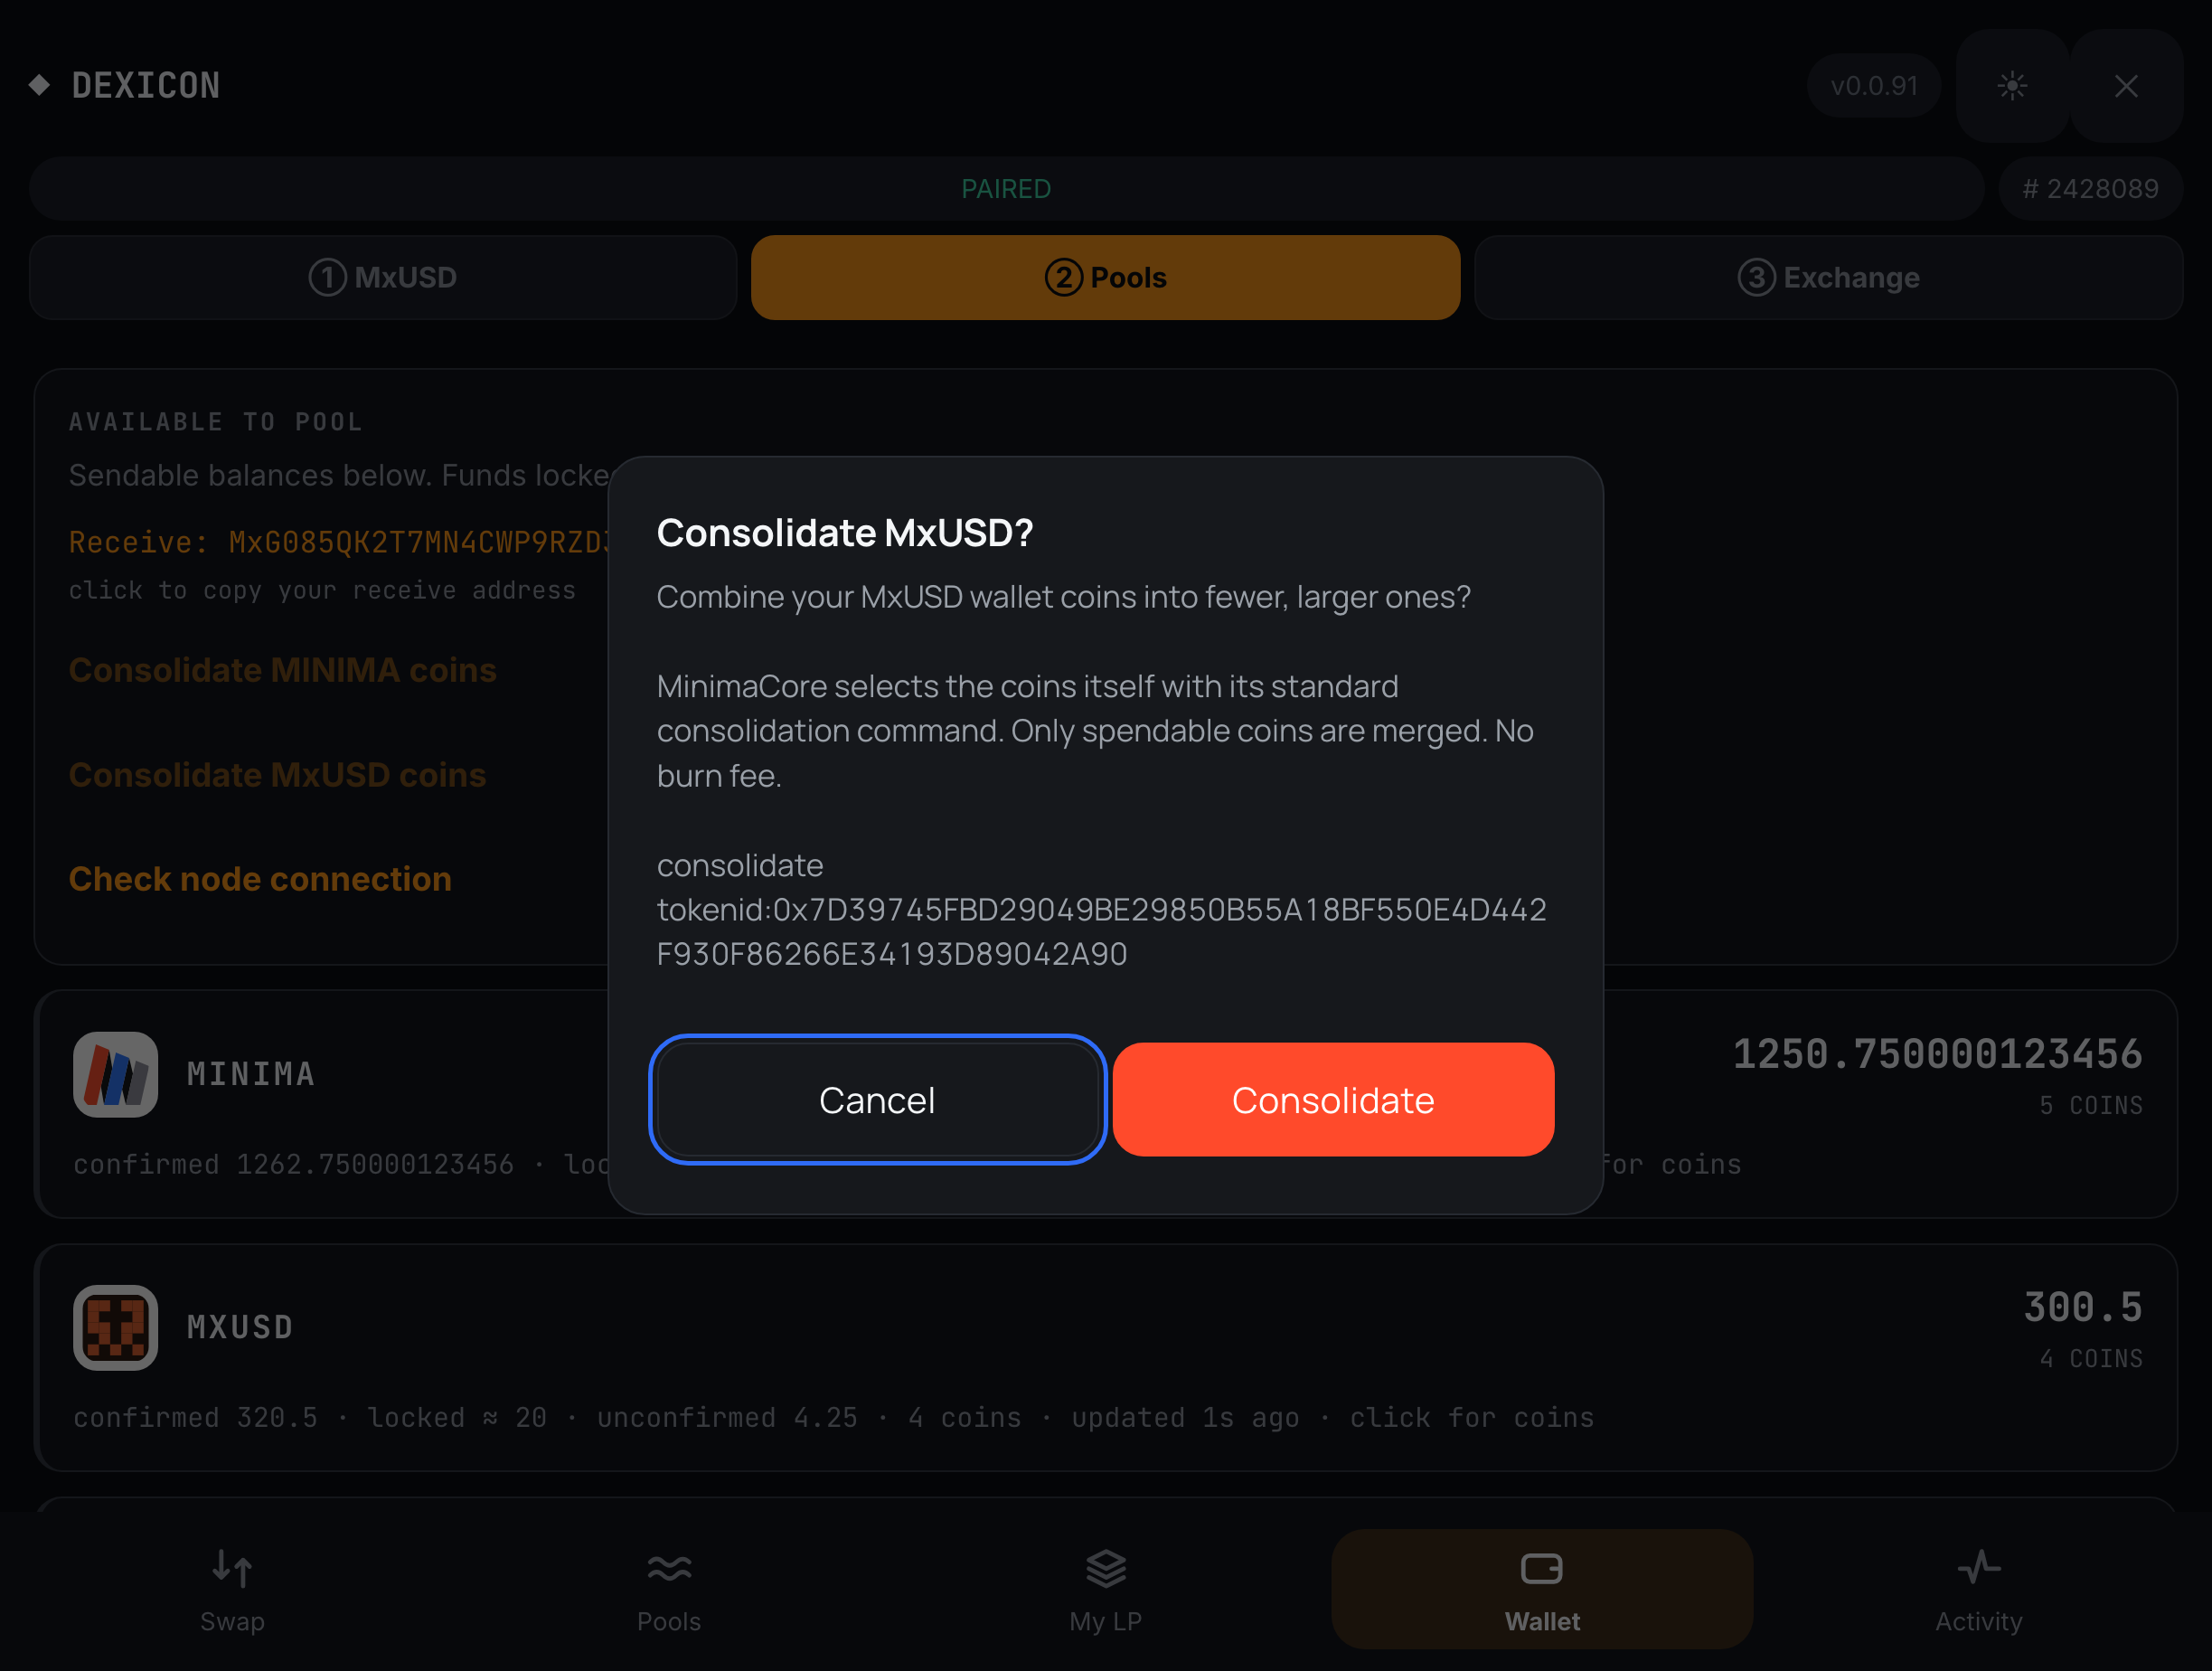 DEXICON
v0.0.91
PAIRED
# 2428089
1 MxUSD
2 Pools
3 Exchange
AVAILABLE TO POOL
Sendable balances below. Funds locke
Receive: MxG085QK2T7MN4CWP9RZD
click to copy your receive address
Consolidate MINIMA coins
Consolidate MxUSD coins
Check node connection
Consolidate MxUSD?
Combine your MxUSD wallet coins into fewer, larger ones?
MinimaCore selects the coins itself with its standard
consolidation command. Only spendable coins are merged. No
burn fee.
consolidate
tokenid:0x7D39745FBD29049BE29850B55A18BF550E4D442
F930F86266E34193D89042A90
Cancel
Consolidate
MINIMA
1250.750000123456
5 COINS
confirmed 1262.750000123456 · loc
for coins
MXUSD
300.5
4 COINS
confirmed 320.5 · locked ≈ 20 · unconfirmed 4.25 · 4 coins · updated 1s ago · click for coins
Swap
Pools
My LP
Wallet
Activity